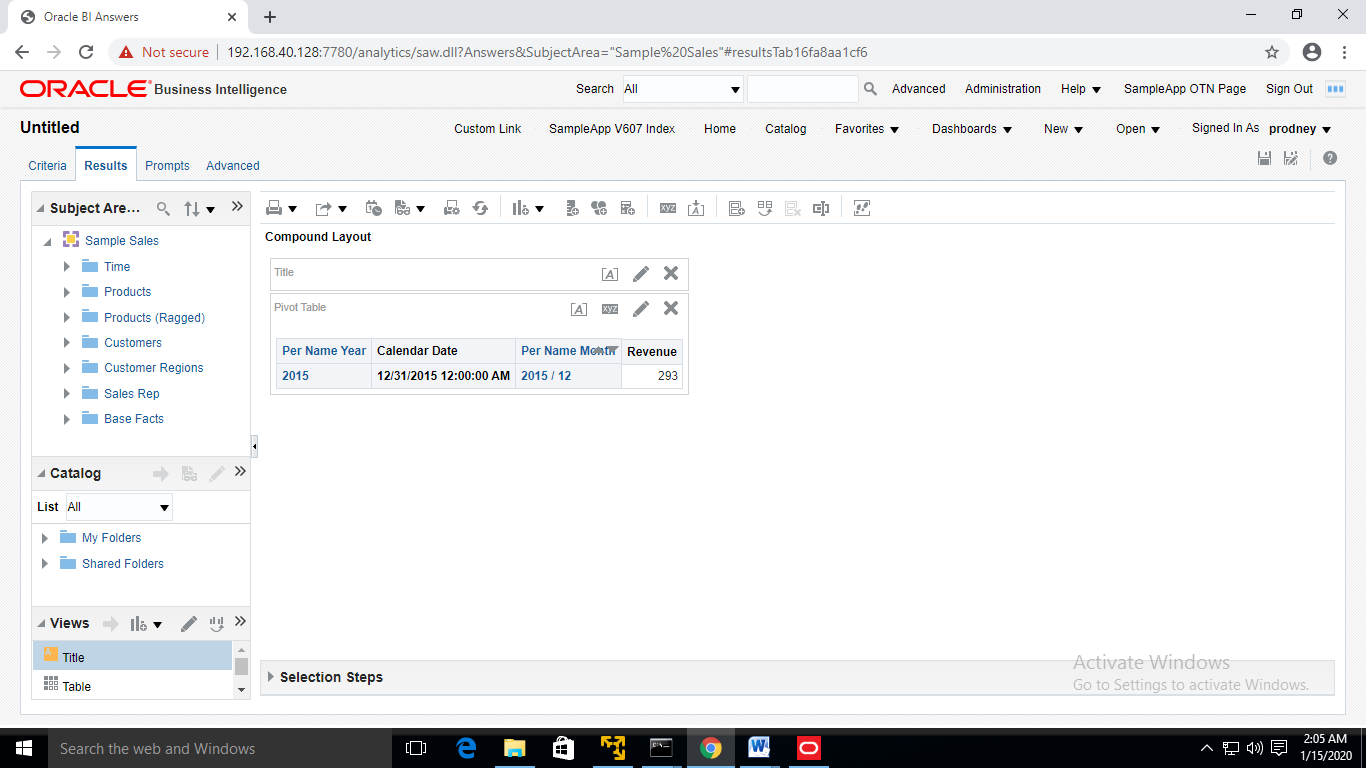 Oracle BI Answers
Not secure 192.168.40.128:7780/analytics/saw.dll?Answers&SubjectArea="Sample%20Sales"#resultsTab16fa8aa1cf6
ORACLE Business Intelligence Search All Advanced Administration Help SampleApp OTN Page Sign Out
Untitled Custom Link SampleApp V607 Index Home Catalog Favorites Dashboards New Open Signed In As prodney
Criteria Results Prompts Advanced
Subject Are...
Sample Sales
Time
Products
Products (Ragged)
Customers
Customer Regions
Sales Rep
Base Facts
Catalog
List All
My Folders
Shared Folders
Views
Title
Table
Compound Layout
Title
Pivot Table
Per Name Year Calendar Date Per Name Month Revenue
2015 12/31/2015 12:00:00 AM 2015 / 12 293
Selection Steps
Activate Windows
Go to Settings to activate Windows.
Search the web and Windows
2:05 AM
1/15/2020